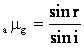 ₐμg = sin r / sin i